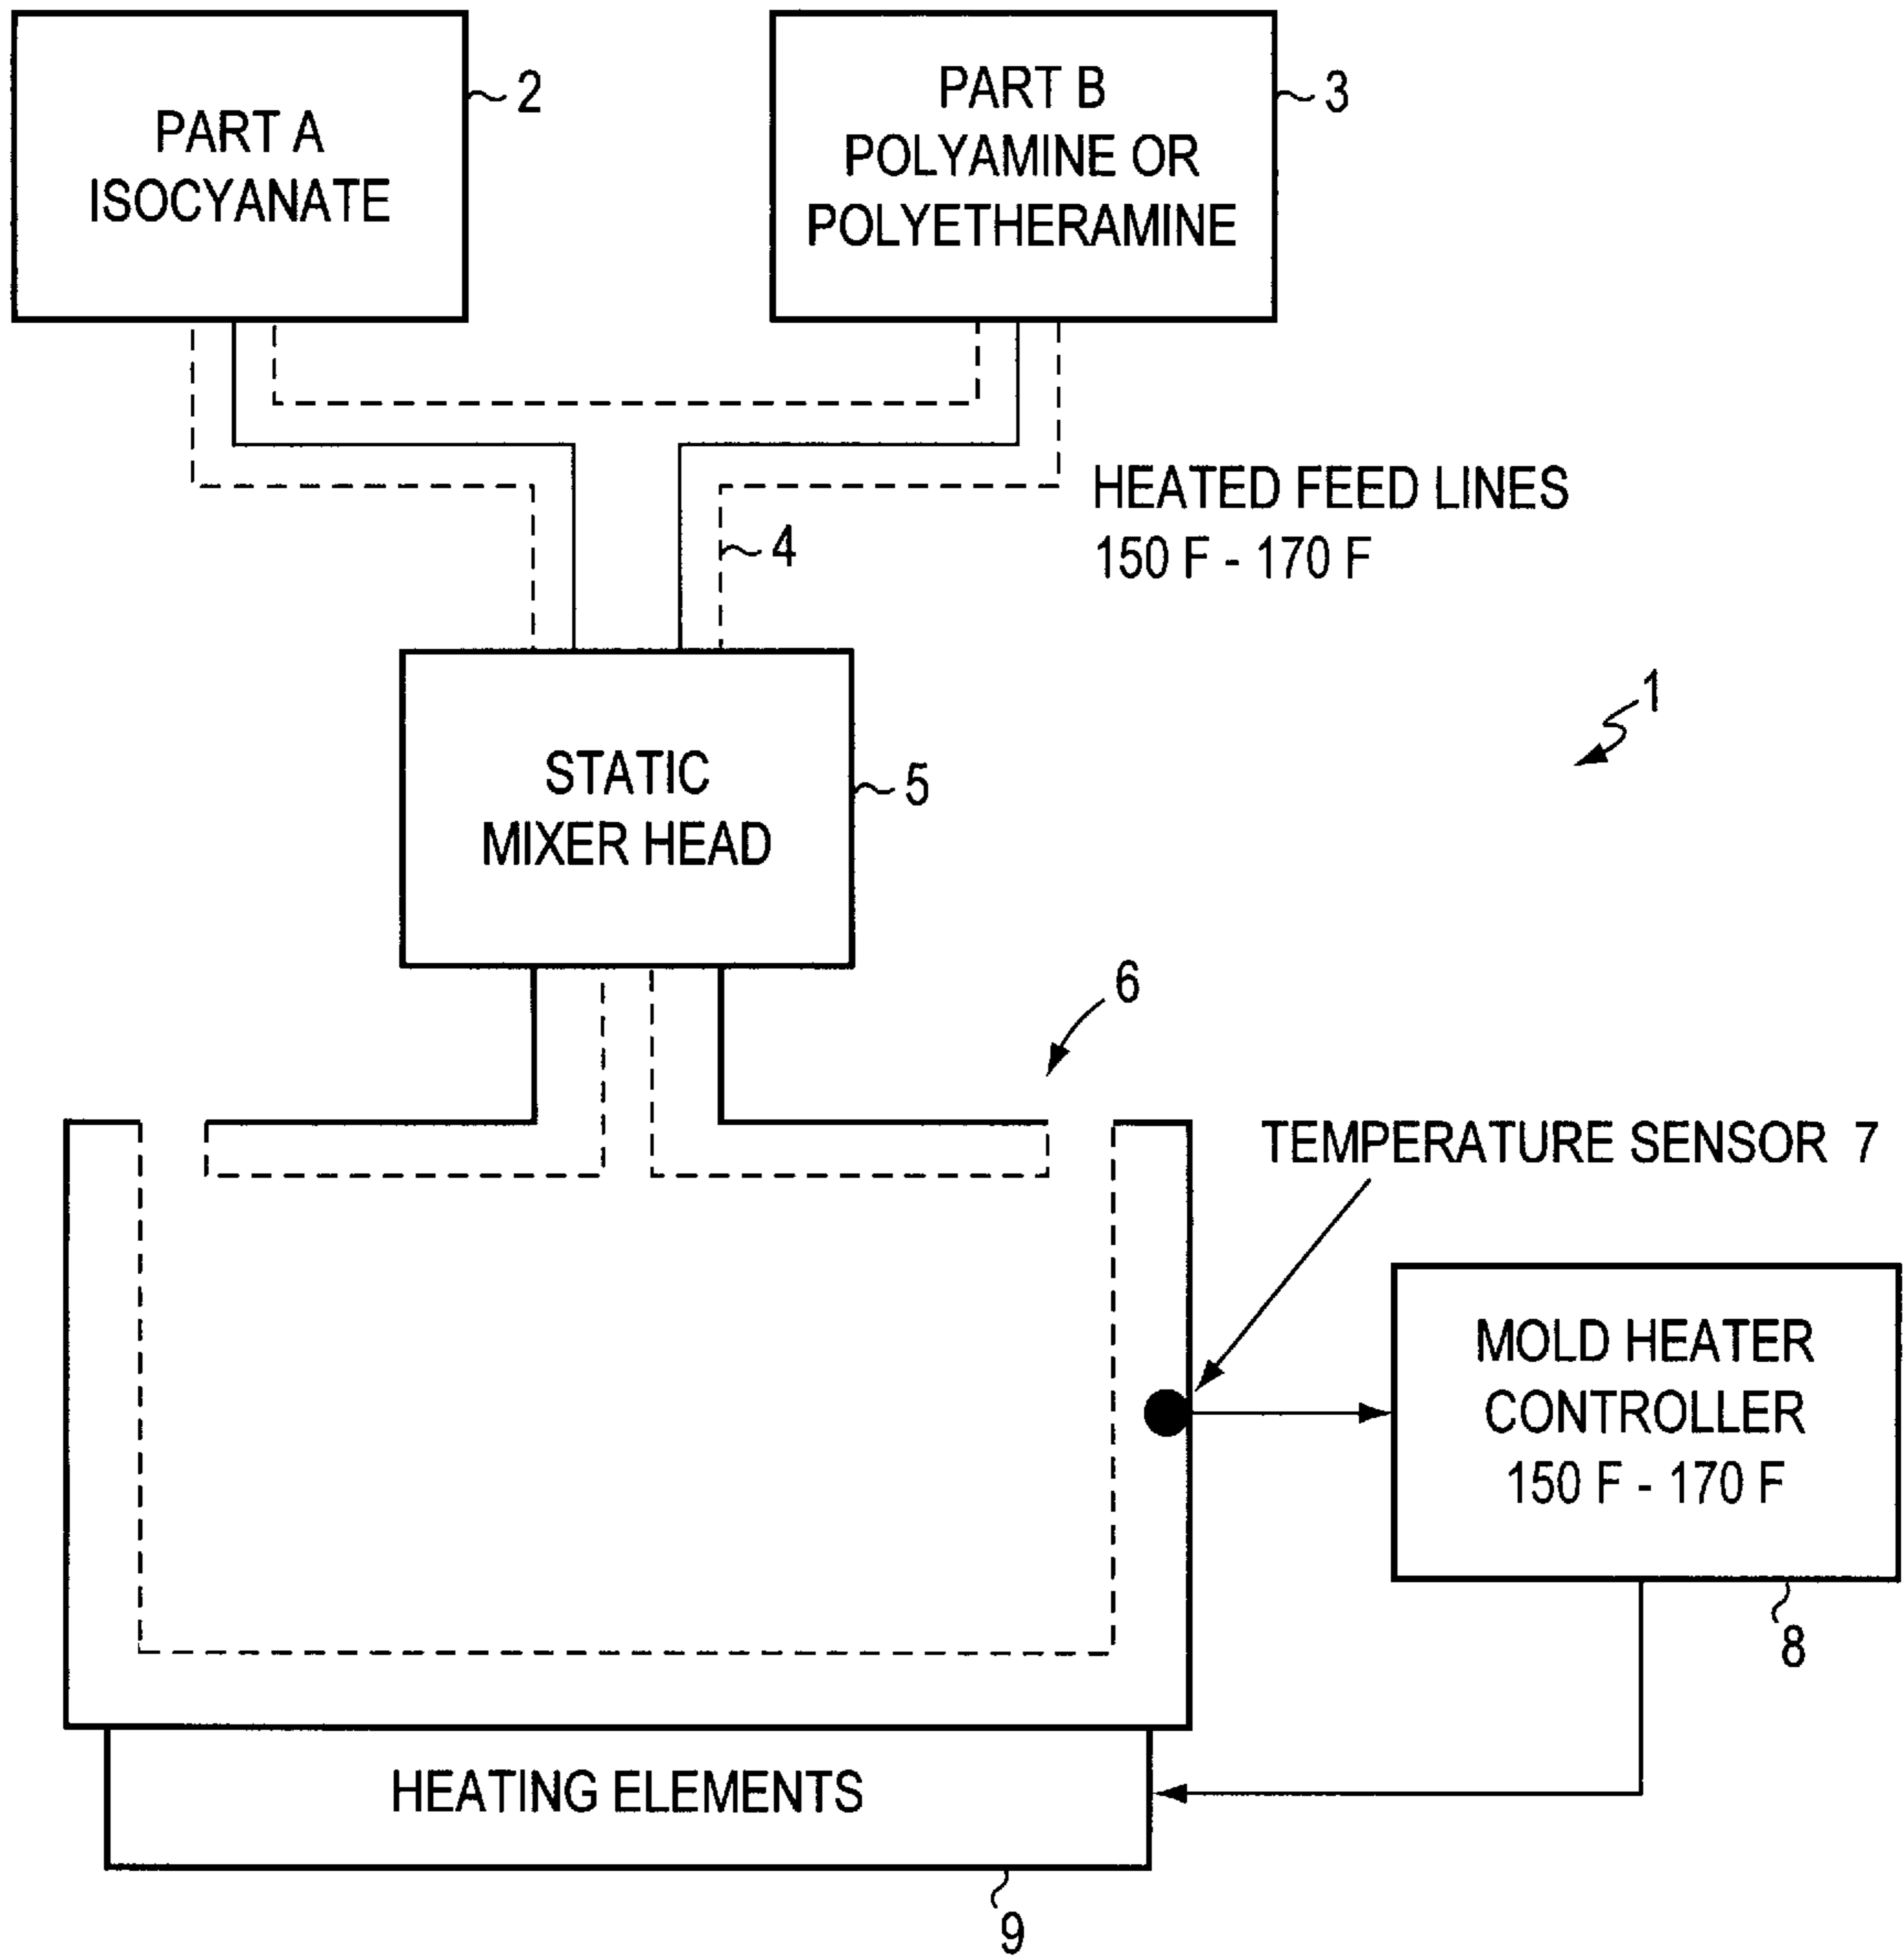 PART A
ISOCYANATE
2
PART B
POLYAMINE OR
POLYETHERAMINE
3
HEATED FEED LINES
150 F - 170 F
4
1
STATIC
MIXER HEAD
5
6
TEMPERATURE SENSOR 7
MOLD HEATER
CONTROLLER
150 F - 170 F
8
HEATING ELEMENTS
9